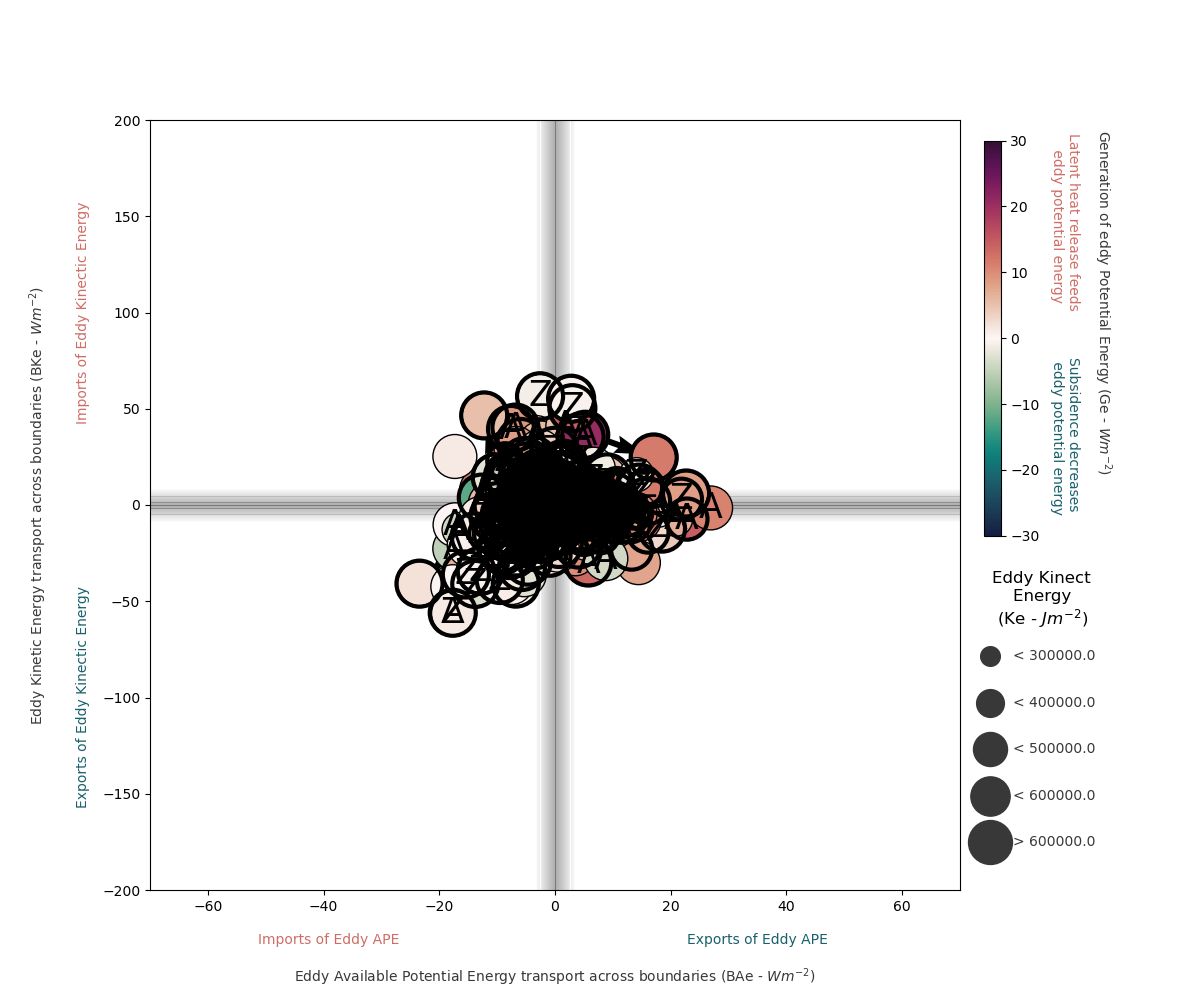 200
150
100
50
0
−50
−100
−150
−200
−60
−40
−20
0
20
40
60
Eddy Kinetic Energy transport across boundaries (BKe - Wm⁻²)
Imports of Eddy Kinectic Energy
Exports of Eddy Kinectic Energy
Imports of Eddy APE
Exports of Eddy APE
Eddy Available Potential Energy transport across boundaries (BAe - Wm⁻²)
Z
Z
A
A
Z
A
A
A
Z
A
30
20
10
0
−10
−20
−30
Latent heat release feeds
eddy potential energy
Subsidence decreases
eddy potential energy
Generation of eddy Potential Energy (Ge - Wm⁻²)
Eddy Kinect
Energy
(Ke - Jm⁻²)
< 300000.0
< 400000.0
< 500000.0
< 600000.0
> 600000.0